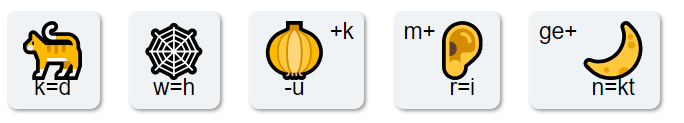 k=d w=h +k -u m+ r=i ge+ n=kt